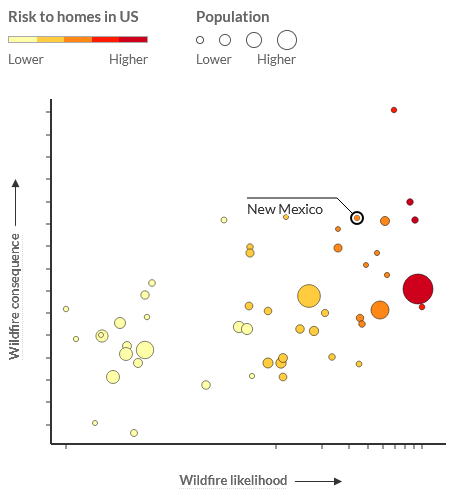 Risk to homes in US
Population
Lower
Higher
Lower
Higher
New Mexico
Wildfire consequence
Wildfire likelihood